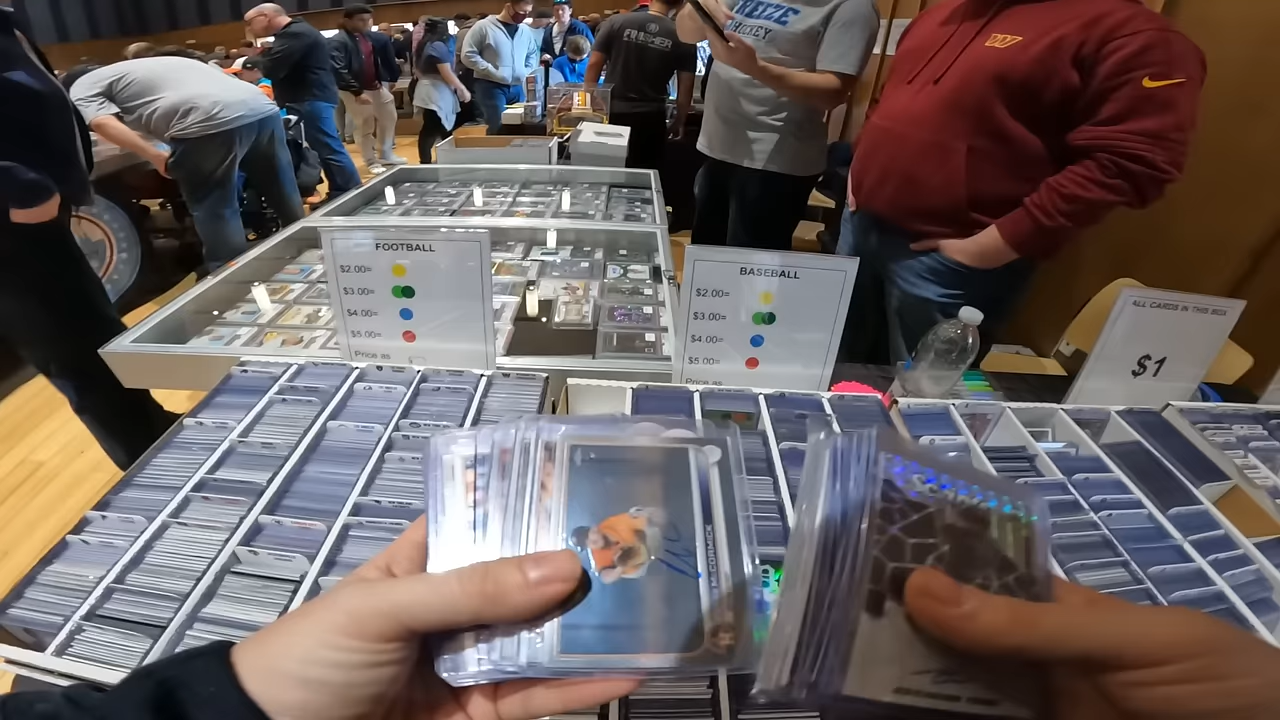 FREEZE
HOCKEY
W
FOOTBALL
$2.00=
$3.00=
$4.00=
$5.00=
Price as
BASEBALL
$2.00=
$3.00=
$4.00=
$5.00=
Price as
ALL CARDS IN THIS BOX
$1
McCORMICK